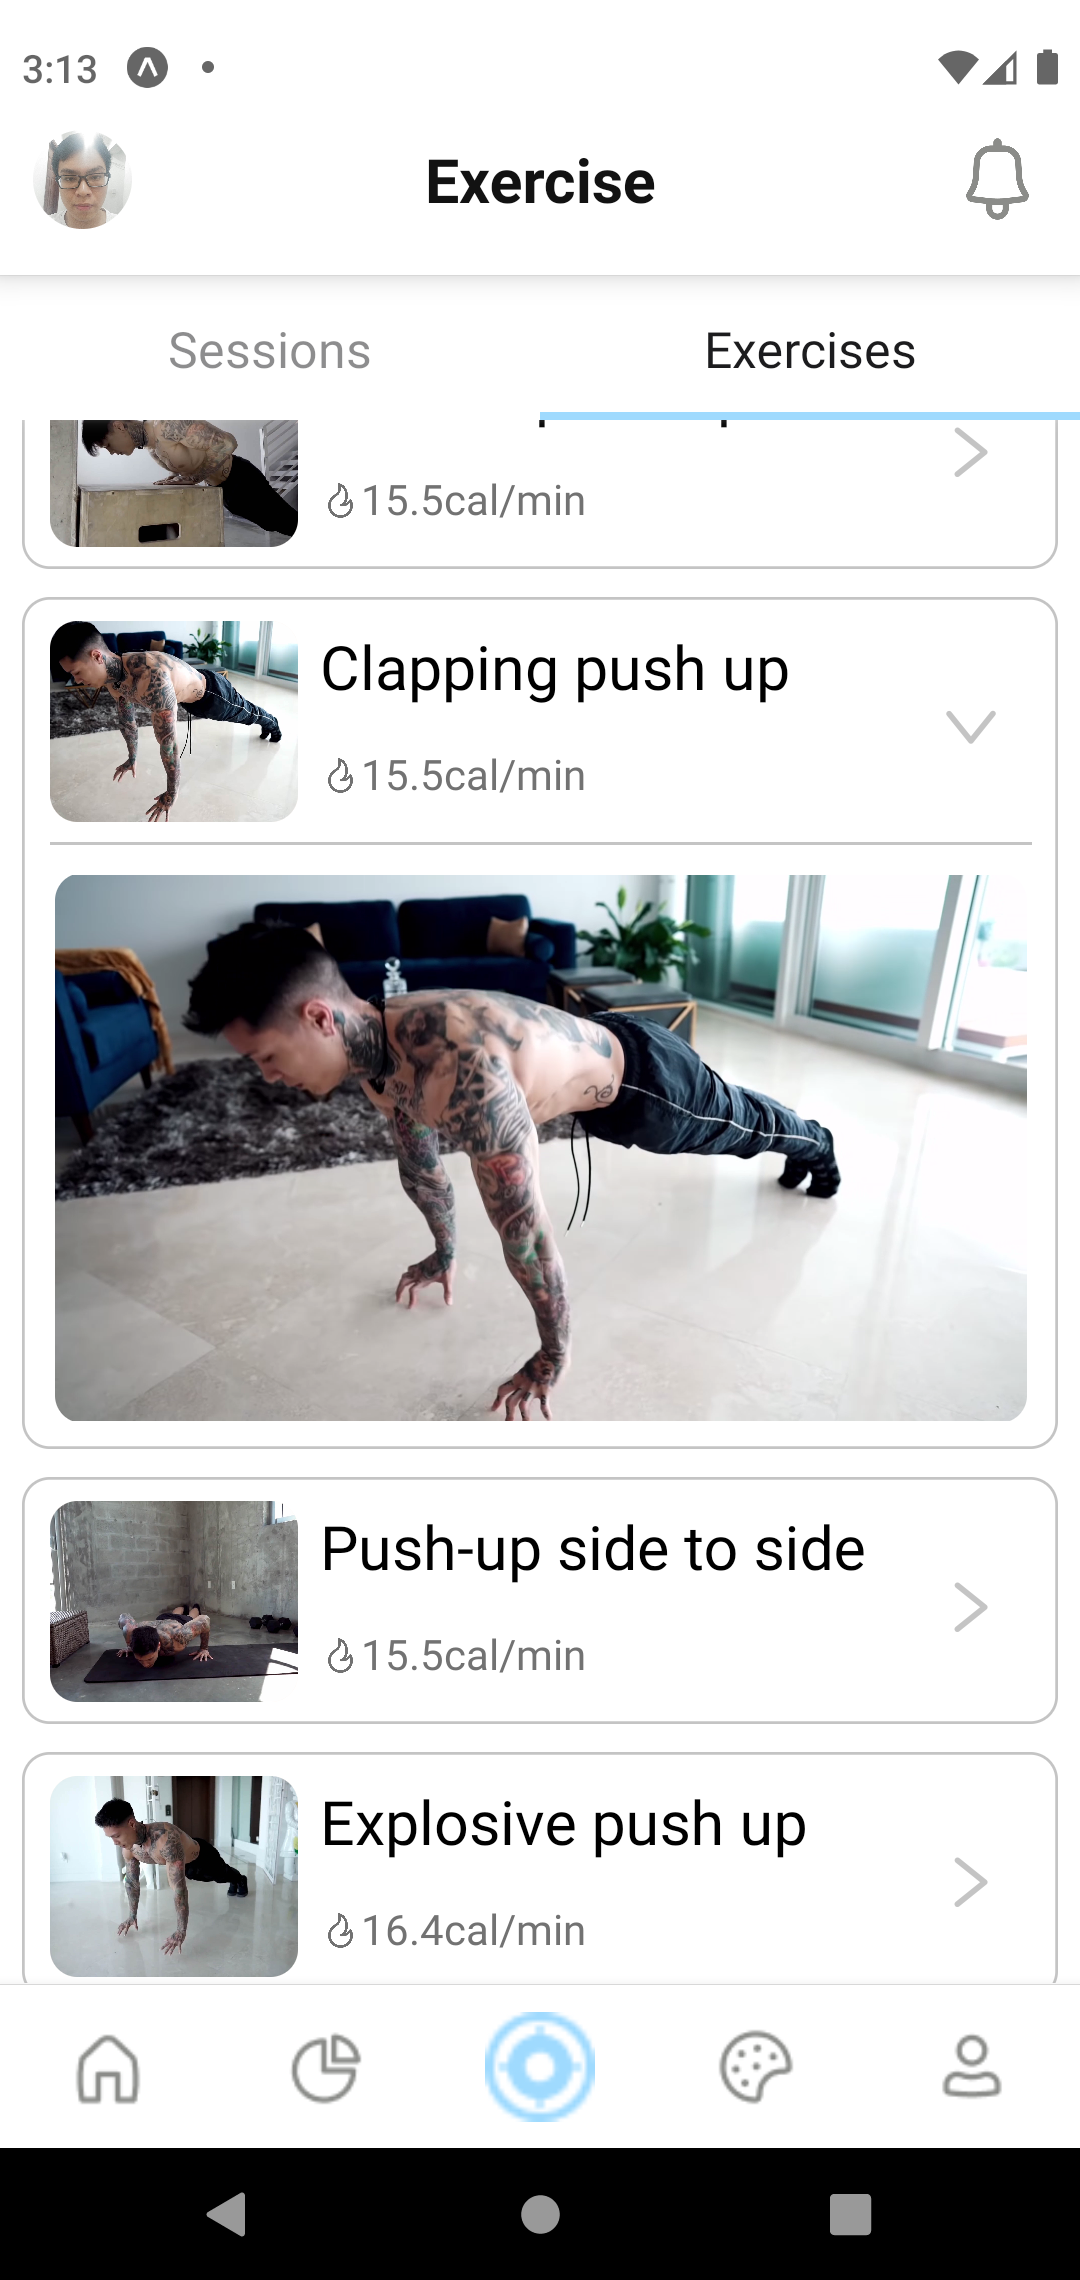 3:13
Exercise
Sessions
Exercises
15.5cal/min
Clapping push up
15.5cal/min
Push-up side to side
15.5cal/min
Explosive push up
16.4cal/min